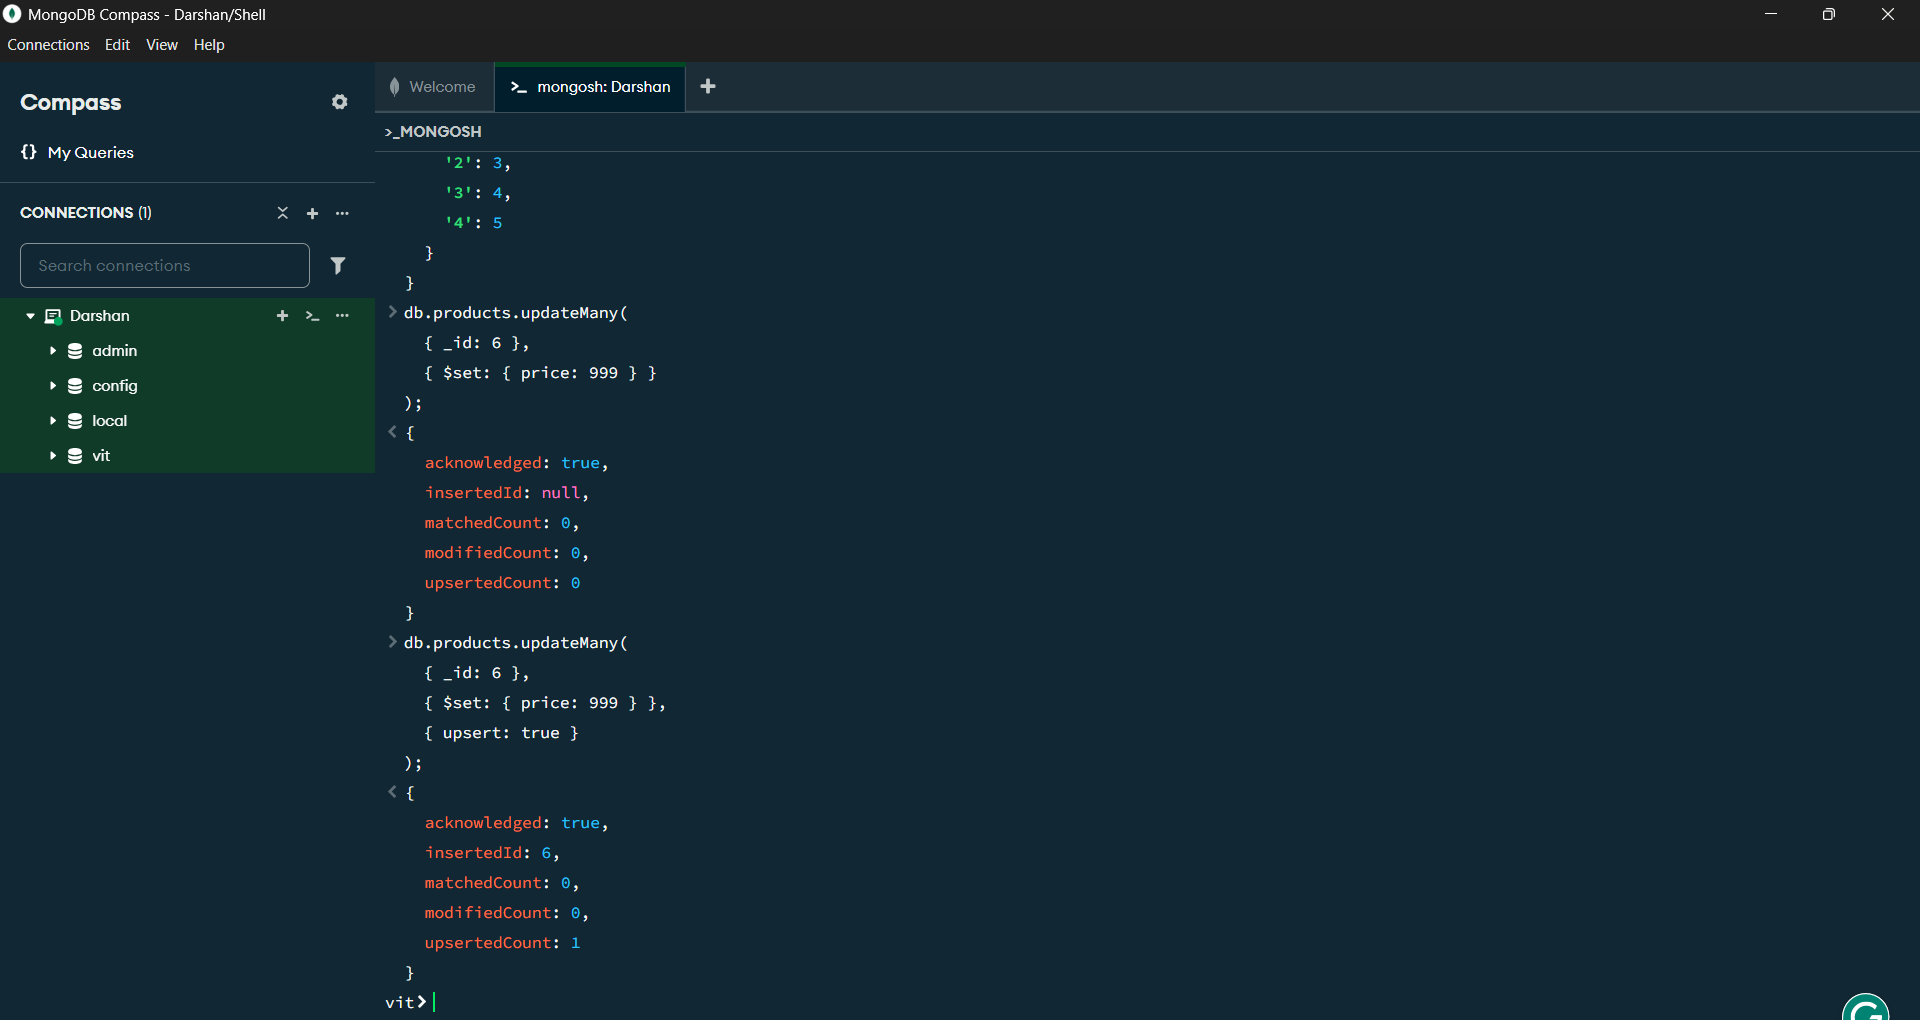 MongoDB Compass - Darshan/Shell
Connections Edit View Help
Compass
{} My Queries
CONNECTIONS (1)
Search connections
Darshan
admin
config
local
vit
Welcome
>_ mongosh: Darshan
>_MONGOSH
'2': 3,
'3': 4,
'4': 5
}
}
> db.products.updateMany(
{ _id: 6 },
{ $set: { price: 999 } }
);
< {
acknowledged: true,
insertedId: null,
matchedCount: 0,
modifiedCount: 0,
upsertedCount: 0
}
> db.products.updateMany(
{ _id: 6 },
{ $set: { price: 999 } },
{ upsert: true }
);
< {
acknowledged: true,
insertedId: 6,
matchedCount: 0,
modifiedCount: 0,
upsertedCount: 1
}
vit>